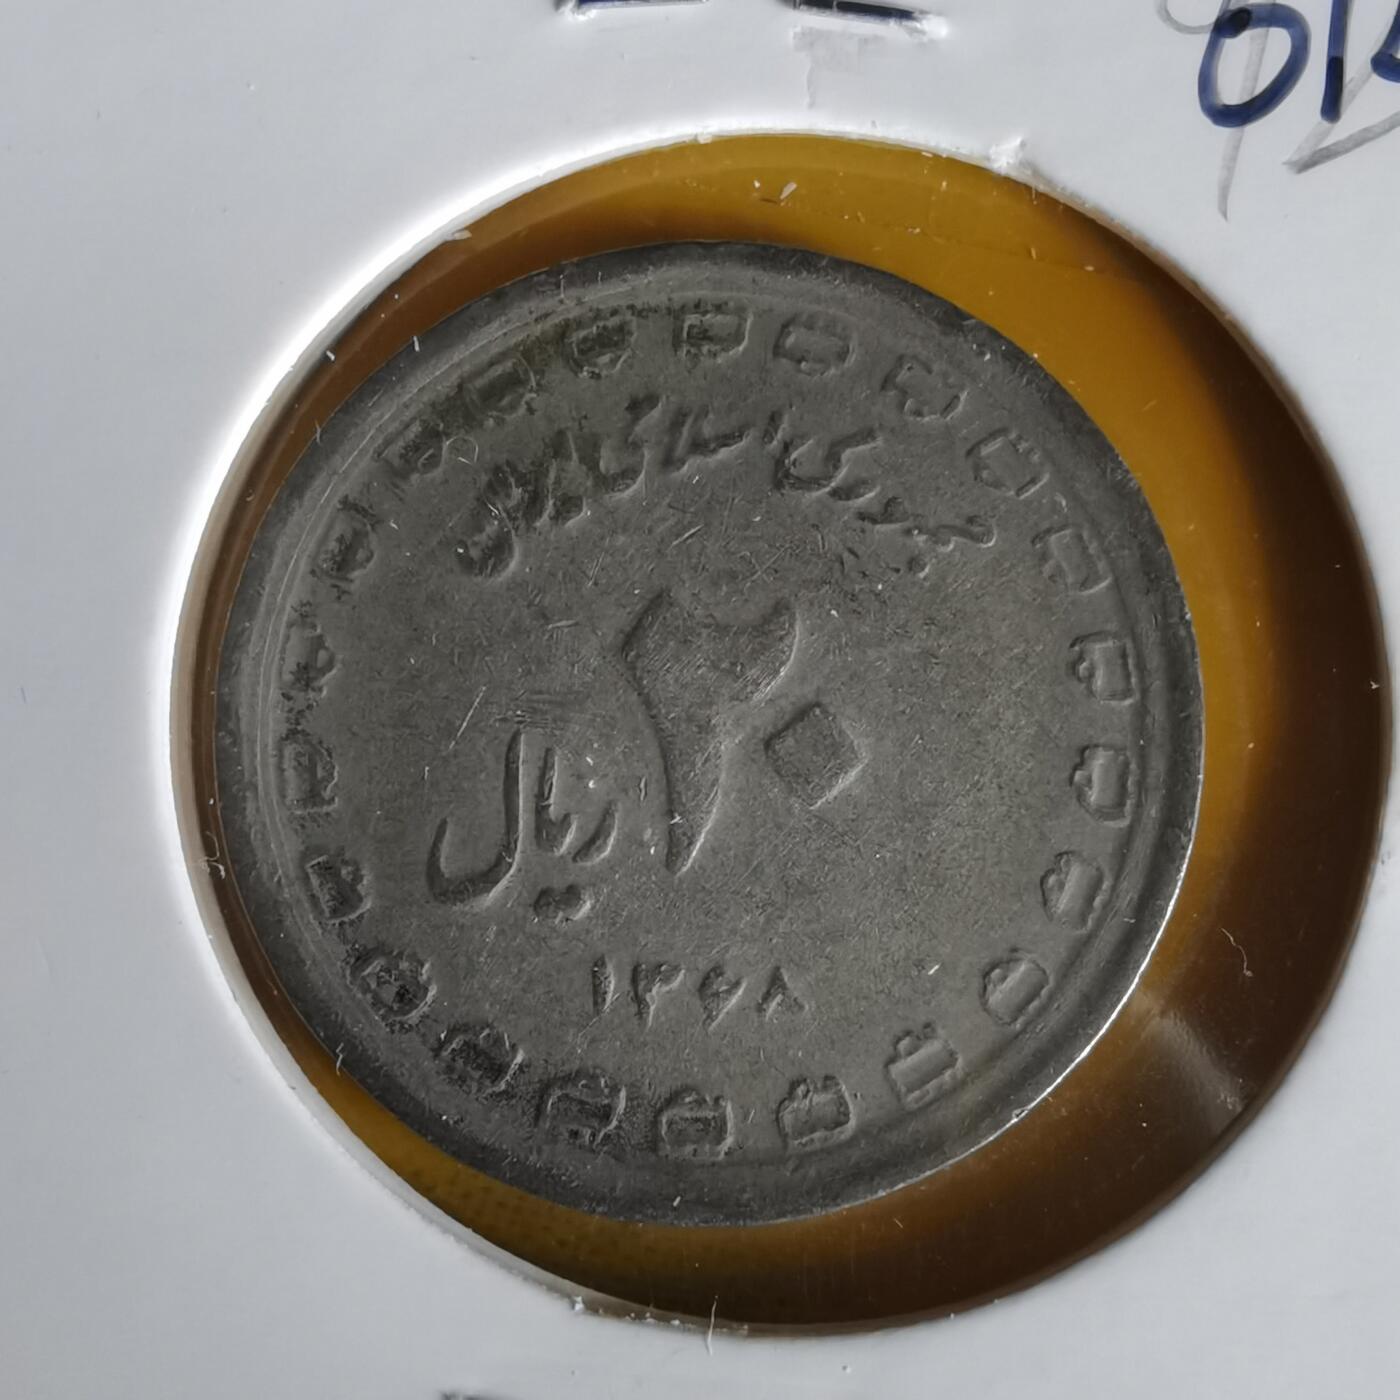 جمهوری اسلامی ایران
۲۰
ریال
۱۳۶۸